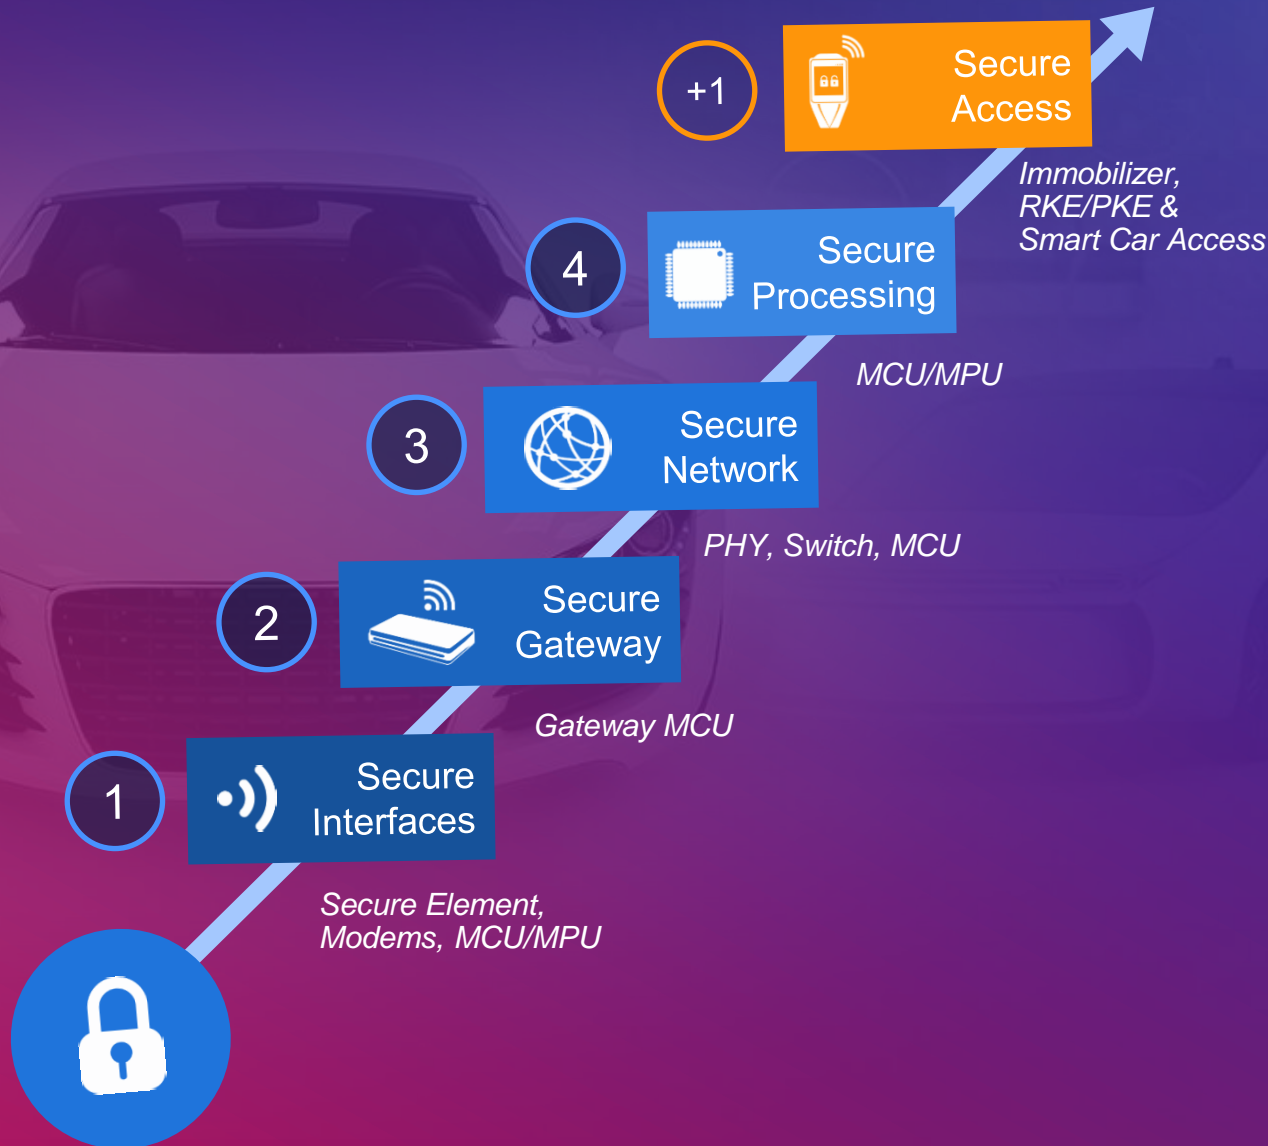 +1
Secure
Access
Immobilizer,
RKE/PKE &
Smart Car Access
4
Secure
Processing
MCU/MPU
3
Secure
Network
PHY, Switch, MCU
2
Secure
Gateway
Gateway MCU
1
Secure
Interfaces
Secure Element,
Modems, MCU/MPU